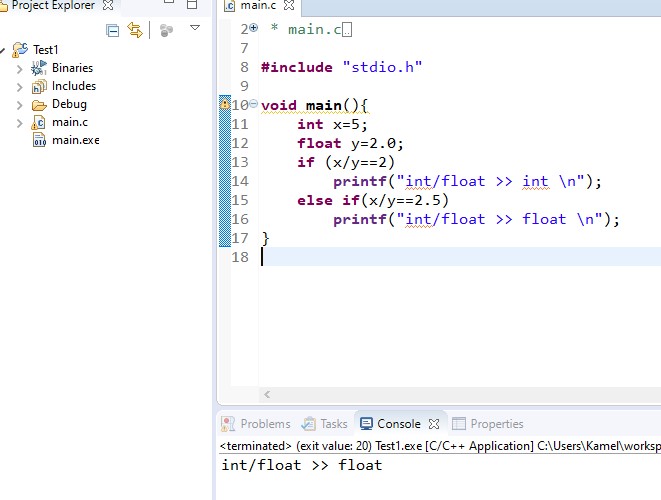 Project Explorer
main.c
Test1
Binaries
Includes
Debug
main.c
main.exe
2 * main.c
7
8 #include "stdio.h"
9
10 void main(){
11 int x=5;
12 float y=2.0;
13 if (x/y==2)
14 printf("int/float >> int \n");
15 else if(x/y==2.5)
16 printf("int/float >> float \n");
17 }
18
Problems Tasks Console Properties
<terminated> (exit value: 20) Test1.exe [C/C++ Application] C:\Users\Kamel\worksp
int/float >> float